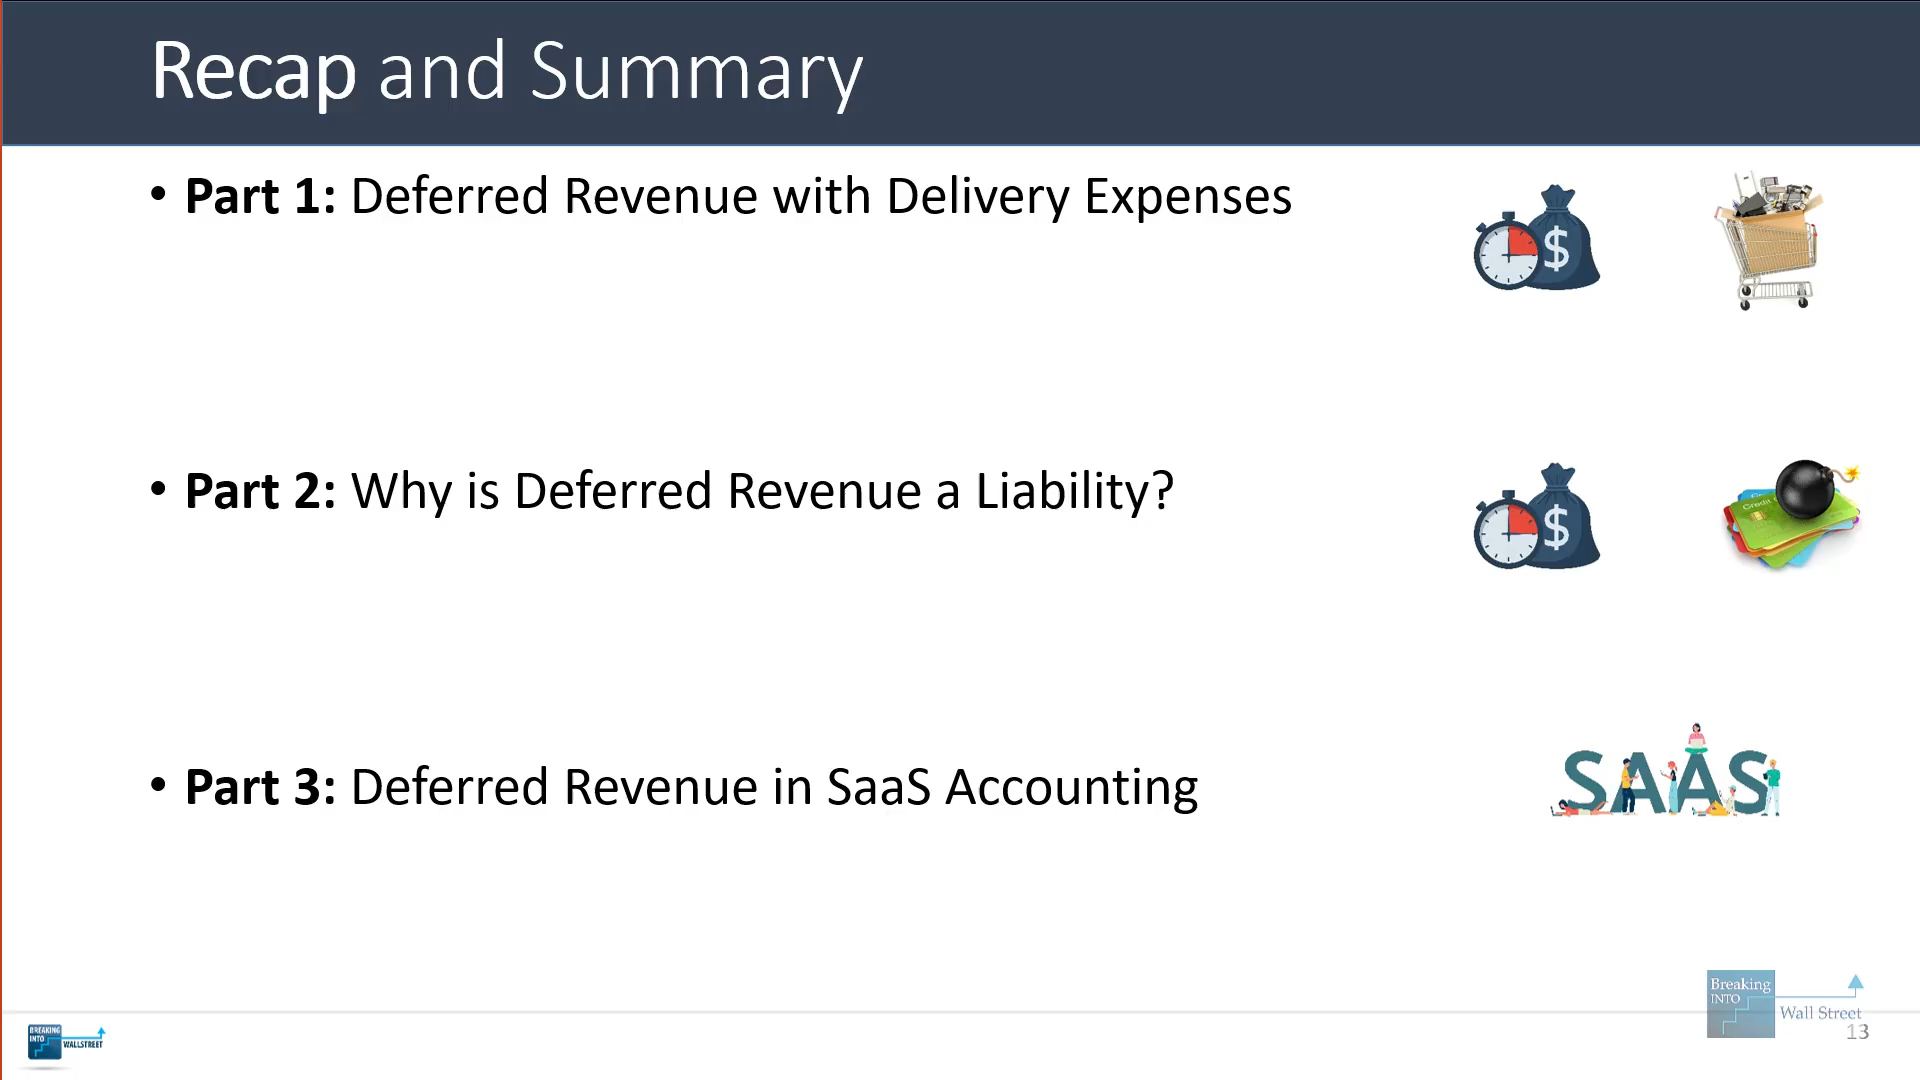 Recap and Summary
• Part 1: Deferred Revenue with Delivery Expenses
$
• Part 2: Why is Deferred Revenue a Liability?
$
Credit
• Part 3: Deferred Revenue in SaaS Accounting
SAAS
Breaking
INTO
Wall Street
13
BREAKING
INTO
WALLSTREET